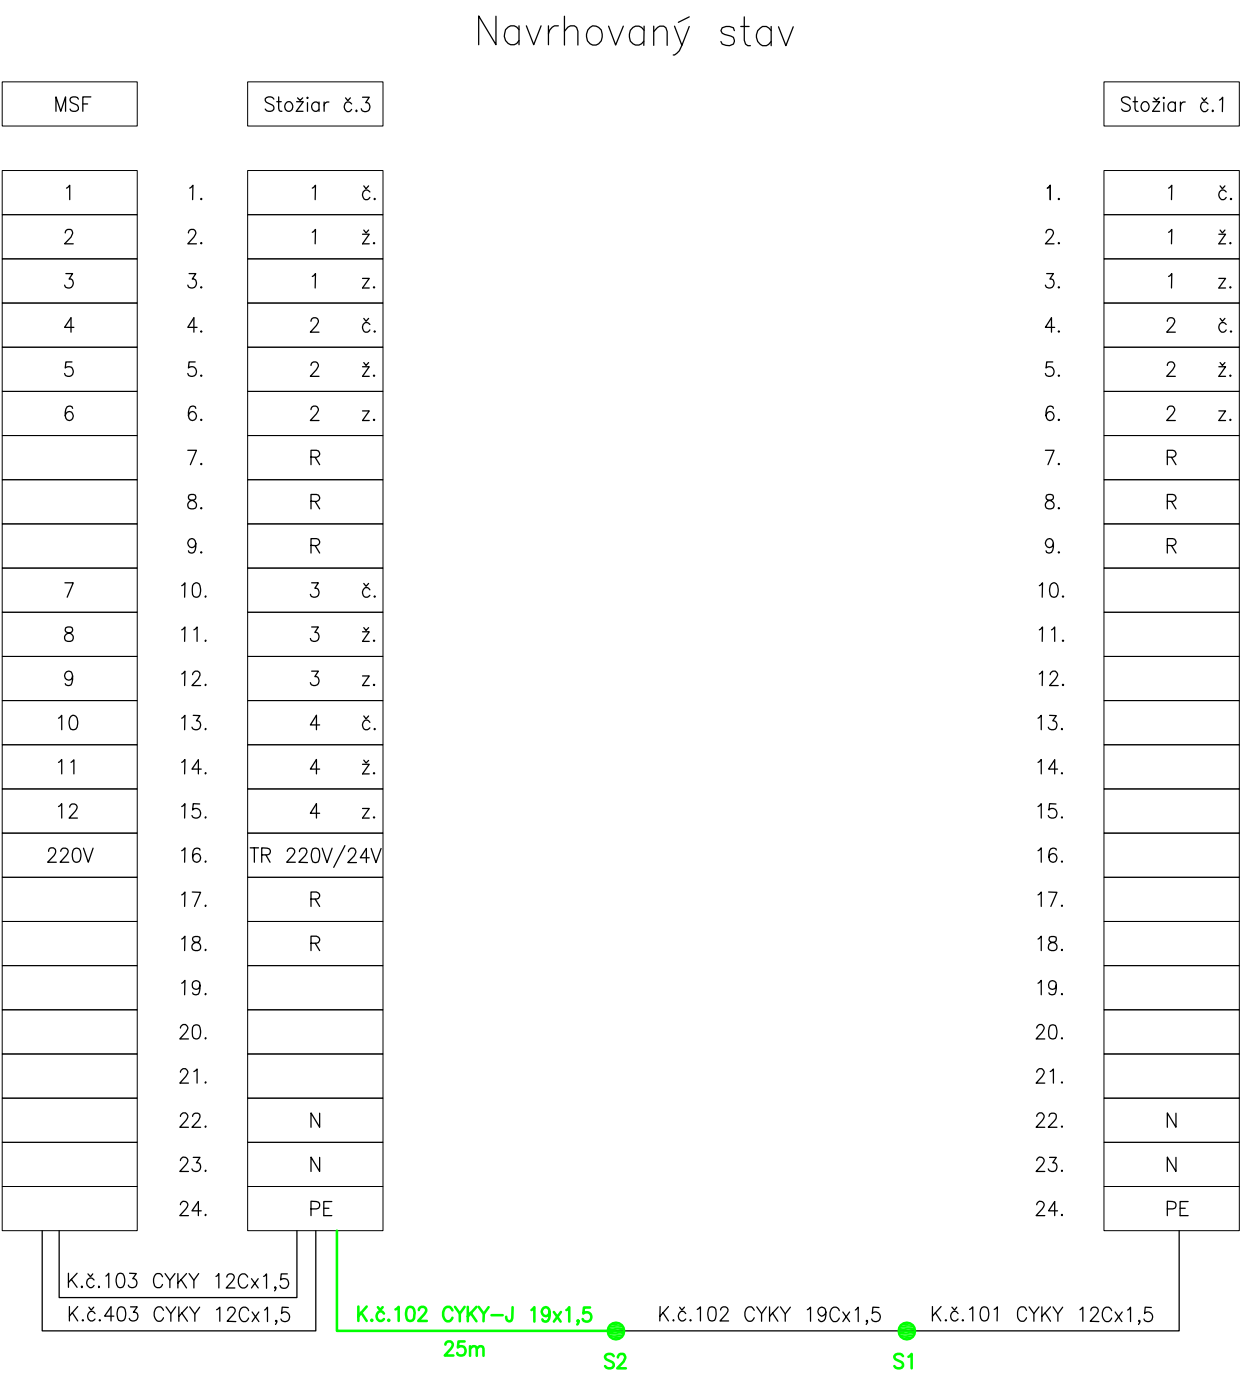 Navrhovaný stav
MSF Stožiar č.3 Stožiar č.1
1 1. 1 č. 1. 1 č.
2 2. 1 ž. 2. 1 ž.
3 3. 1 z. 3. 1 z.
4 4. 2 č. 4. 2 č.
5 5. 2 ž. 5. 2 ž.
6 6. 2 z. 6. 2 z.
7. R 7. R
8. R 8. R
9. R 9. R
7 10. 3 č. 10.
8 11. 3 ž. 11.
9 12. 3 z. 12.
10 13. 4 č. 13.
11 14. 4 ž. 14.
12 15. 4 z. 15.
220V 16. TR 220V/24V 16.
17. R 17.
18. R 18.
19. 19.
20. 20.
21. 21.
22. N 22. N
23. N 23. N
24. PE 24. PE
K.č.103 CYKY 12Cx1,5
K.č.403 CYKY 12Cx1,5 K.č.102 CYKY-J 19x1,5 K.č.102 CYKY 19Cx1,5 K.č.101 CYKY 12Cx1,5
25m S2 S1